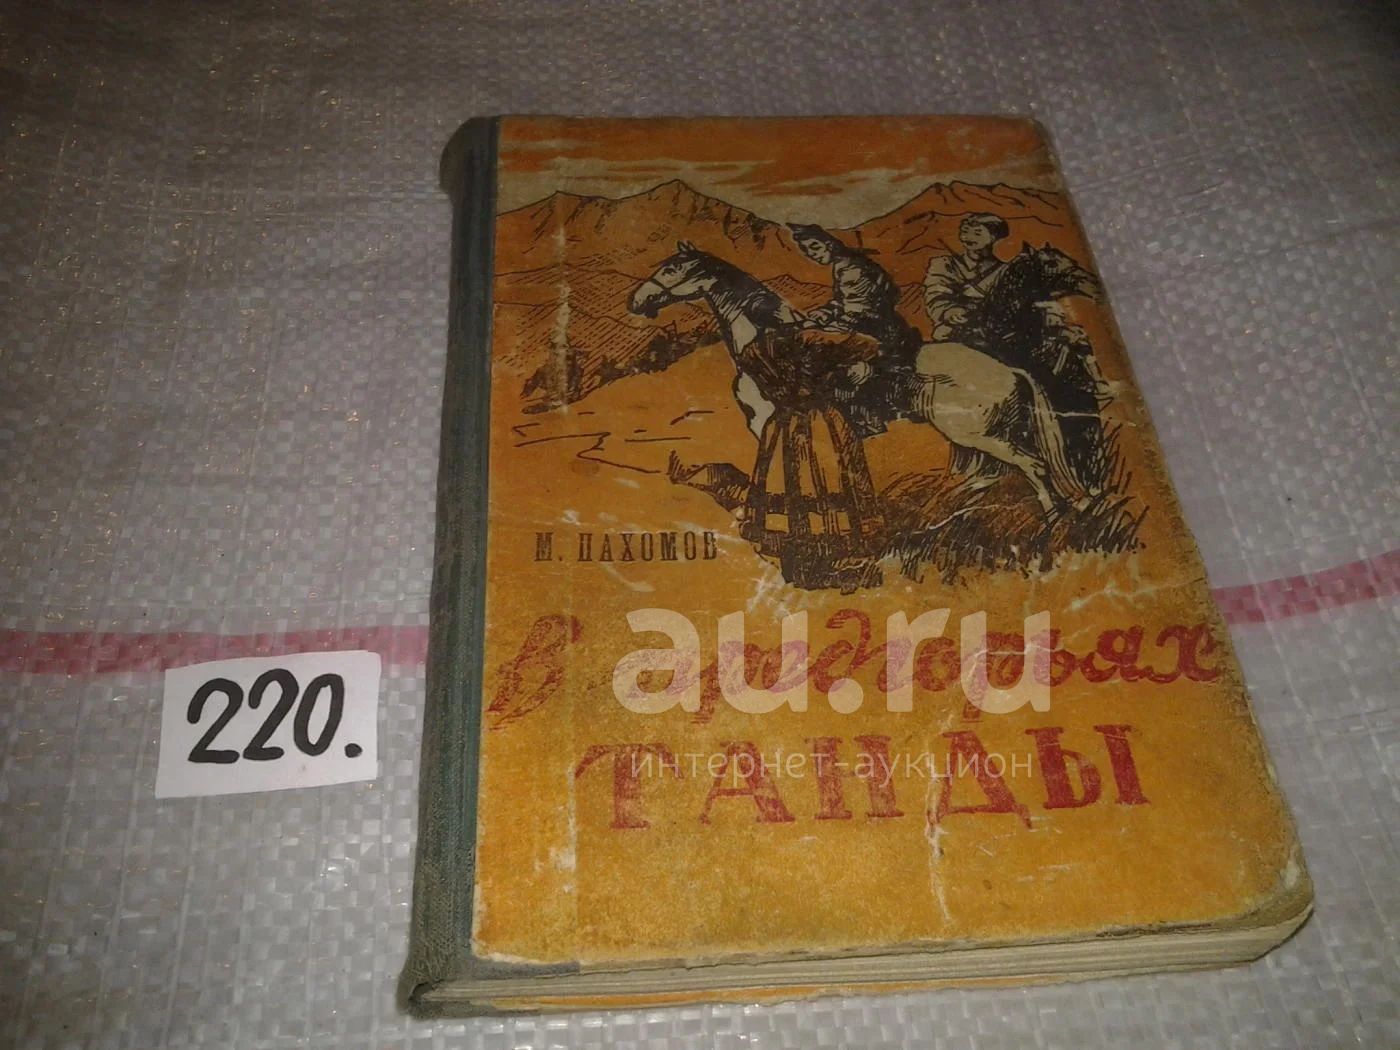 М. ПАХОМОВ
В предгорьях
ТАНДЫ
220.
au.ru
интернет-аукцион